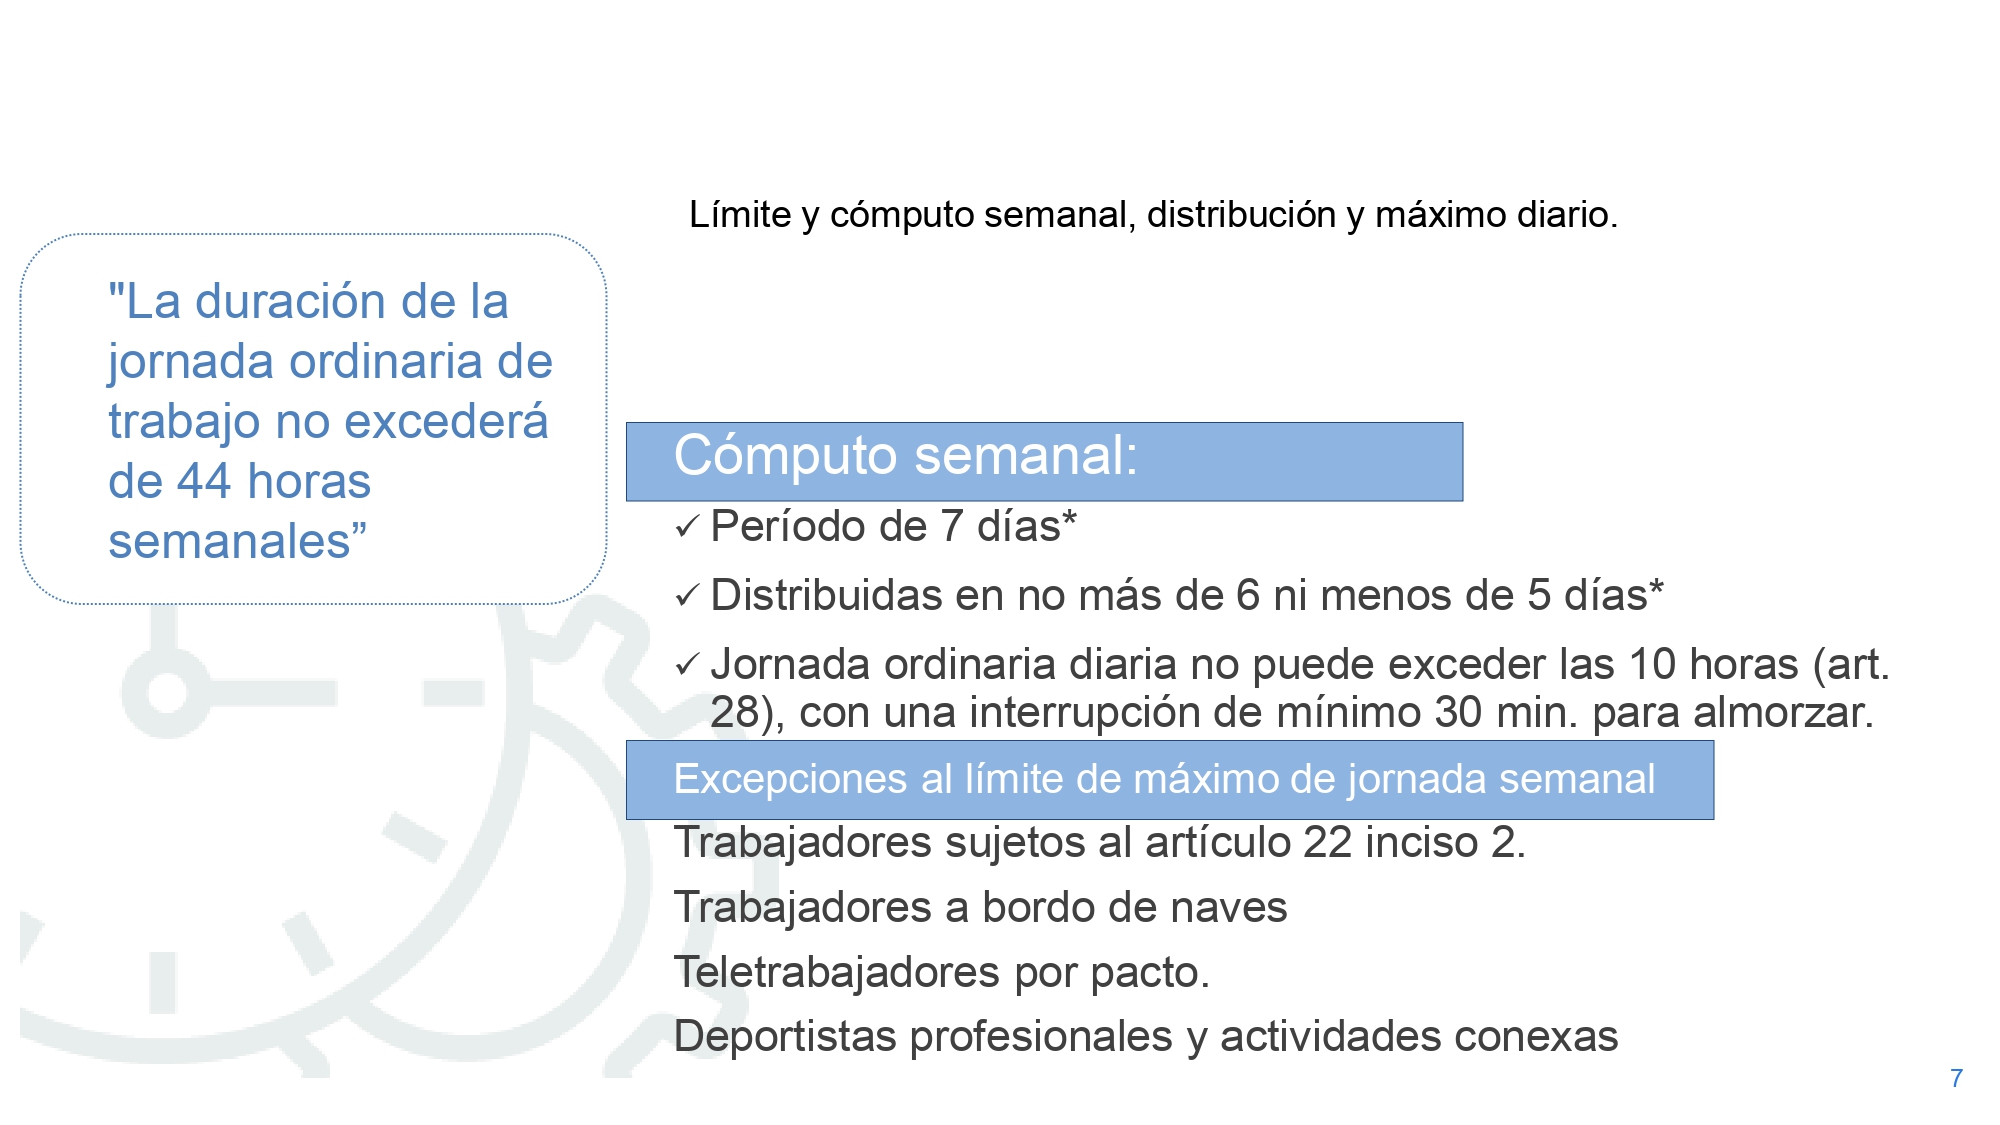 Límite y cómputo semanal, distribución y máximo diario.
"La duración de la
jornada ordinaria de
trabajo no excederá
de 44 horas
semanales”
Cómputo semanal:
✓ Período de 7 días*
✓ Distribuidas en no más de 6 ni menos de 5 días*
✓ Jornada ordinaria diaria no puede exceder las 10 horas (art.
28), con una interrupción de mínimo 30 min. para almorzar.
Excepciones al límite de máximo de jornada semanal
Trabajadores sujetos al artículo 22 inciso 2.
Trabajadores a bordo de naves
Teletrabajadores por pacto.
Deportistas profesionales y actividades conexas
7